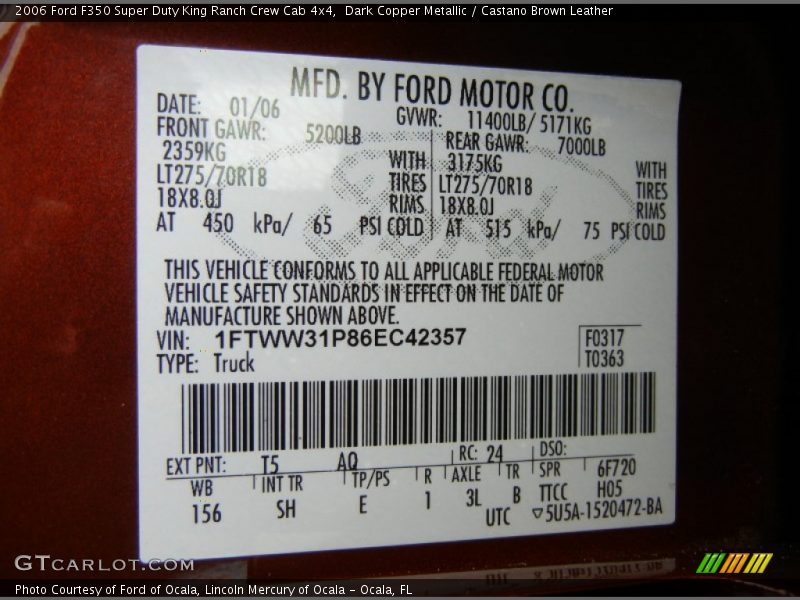 2006 Ford F350 Super Duty King Ranch Crew Cab 4x4,  Dark Copper Metallic / Castano Brown Leather
MFD. BY FORD MOTOR CO.
DATE: 01/06 GVWR: 11400LB/ 5171KG
FRONT GAWR: 5200LB REAR GAWR: 7000LB
2359KG WITH 3175KG WITH
LT275/70R18 TIRES LT275/70R18 TIRES
18X8.0J RIMS 18X8.0J RIMS
AT 450 kPa/ 65 PSI COLD AT 515 kPa/ 75 PSI COLD
Ford
THIS VEHICLE CONFORMS TO ALL APPLICABLE FEDERAL MOTOR
VEHICLE SAFETY STANDARDS IN EFFECT ON THE DATE OF
MANUFACTURE SHOWN ABOVE.
VIN: 1FTWW31P86EC42357 F0317
TYPE: Truck T0363
EXT PNT: T5 AQ RC: 24 DSO:
WB INT TR TP/PS R AXLE TR SPR 6F720
156 SH E 1 3L B TTCC H05
UTC ▽5U5A-1520472-BA
GTCARLOT.COM
Photo Courtesy of Ford of Ocala, Lincoln Mercury of Ocala - Ocala, FL